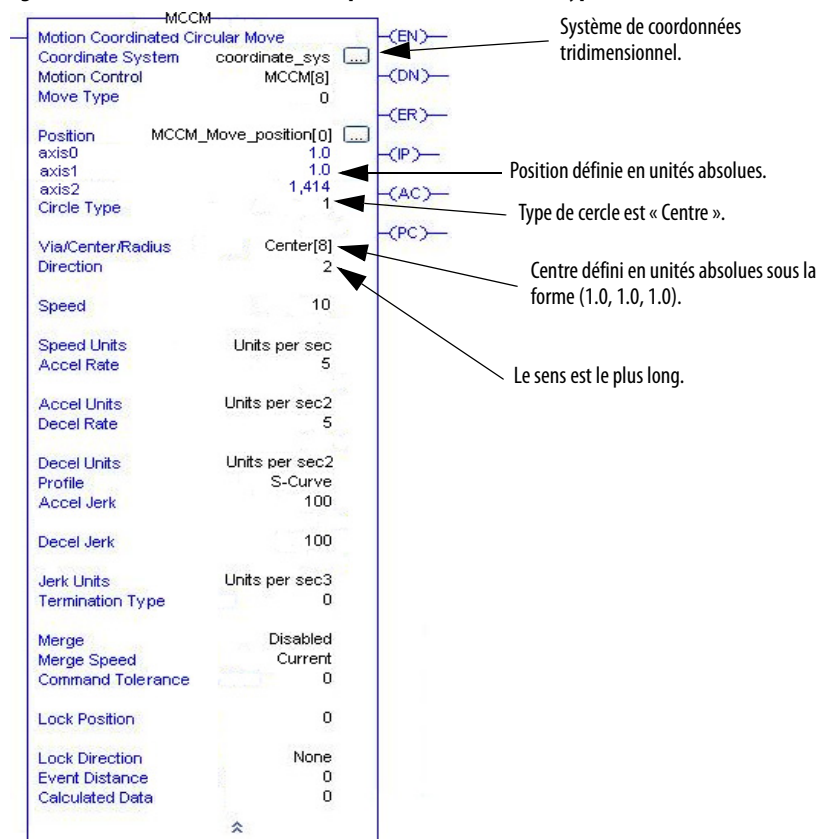 MCCM
Motion Coordinated Circular Move
Coordinate System coordinate_sys ...
Motion Control MCCM[8]
Move Type 0
Position MCCM_Move_position[0] ...
axis0 1.0
axis1 1.0
axis2 1,414
Circle Type 1
Via/Center/Radius Center[8]
Direction 2
Speed 10
Speed Units Units per sec
Accel Rate 5
Accel Units Units per sec2
Decel Rate 5
Decel Units Units per sec2
Profile S-Curve
Accel Jerk 100
Decel Jerk 100
Jerk Units Units per sec3
Termination Type 0
Merge Disabled
Merge Speed Current
Command Tolerance 0
Lock Position 0
Lock Direction None
Event Distance 0
Calculated Data 0
(EN)
(DN)
(ER)
(IP)
(AC)
(PC)
Système de coordonnées
tridimensionnel.
Position définie en unités absolues.
Type de cercle est « Centre ».
Centre défini en unités absolues sous la
forme (1.0, 1.0, 1.0).
Le sens est le plus long.